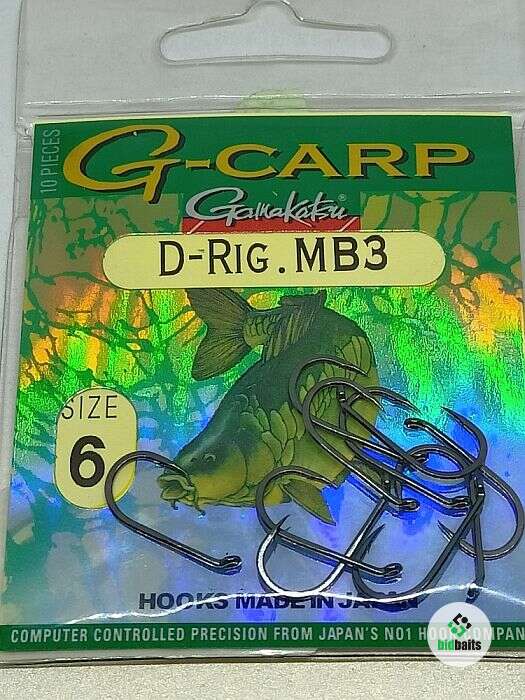 10 PIECES
G-CARP
Gamakatsu®
D-RIG. MB3
SIZE
6
HOOKS MADE IN JAPAN
COMPUTER CONTROLLED PRECISION FROM JAPAN'S NO1 HOOK COMPANY
bidbaits